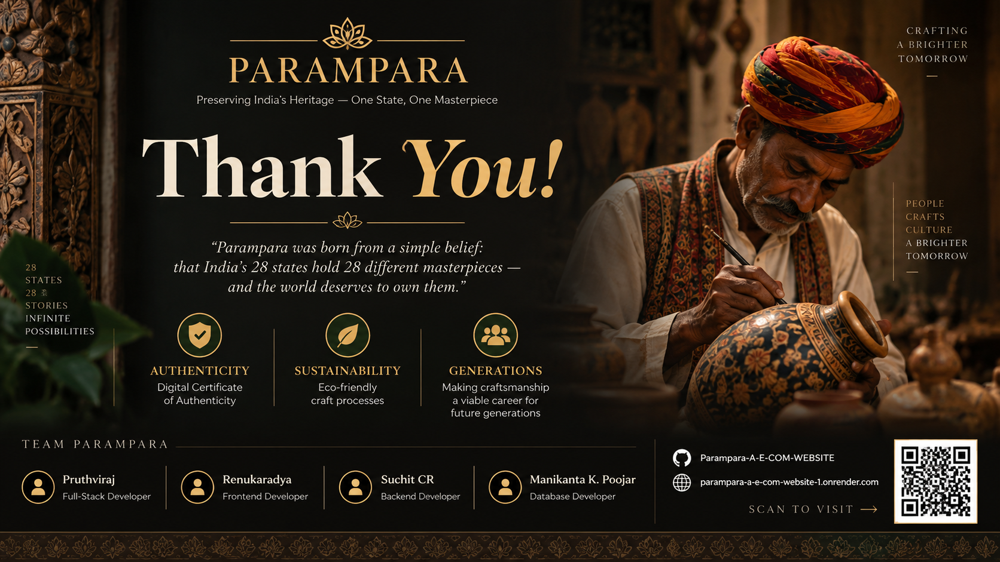 PARAMPARA
Preserving India's Heritage — One State, One Masterpiece
Thank You!
"Parampara was born from a simple belief:
that India's 28 states hold 28 different masterpieces —
and the world deserves to own them."
28
STATES
28
STORIES
INFINITE
POSSIBILITIES
AUTHENTICITY
Digital Certificate
of Authenticity
SUSTAINABILITY
Eco-friendly
craft processes
GENERATIONS
Making craftsmanship
a viable career for
future generations
CRAFTING
A BRIGHTER
TOMORROW
PEOPLE
CRAFTS
CULTURE
A BRIGHTER
TOMORROW
TEAM PARAMPARA
Pruthviraj
Full-Stack Developer
Renukaradya
Frontend Developer
Suchit CR
Backend Developer
Manikanta K. Poojar
Database Developer
Parampara-A-E-COM-WEBSITE
parampara-a-e-com-website-1.onrender.com
SCAN TO VISIT